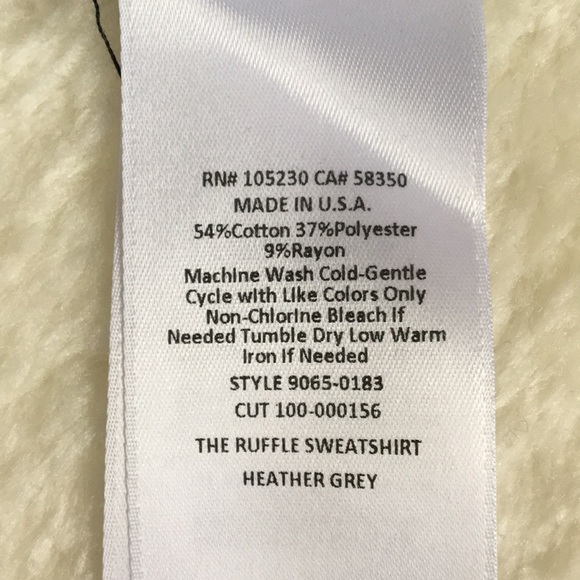 RN# 105230 CA# 58350
MADE IN U.S.A.
54%Cotton 37%Polyester
9%Rayon
Machine Wash Cold-Gentle
Cycle with Like Colors Only
Non-Chlorine Bleach If
Needed Tumble Dry Low Warm
Iron If Needed
STYLE 9065-0183
CUT 100-000156
THE RUFFLE SWEATSHIRT
HEATHER GREY